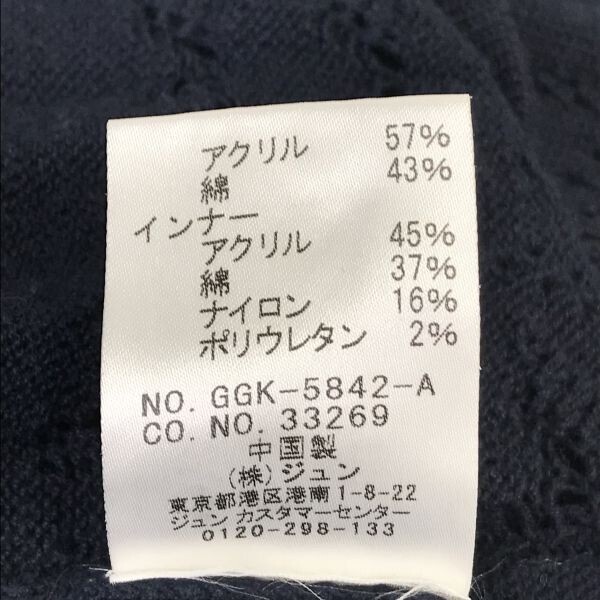 アクリル 57%
綿 43%
インナー
アクリル 45%
綿 37%
ナイロン 16%
ポリウレタン 2%
NO. GGK-5842-A
CO. NO. 33269
中国製
ジュン
東京都港区港南1-8-22
ジュンカスタマーセンター
0120-298-133